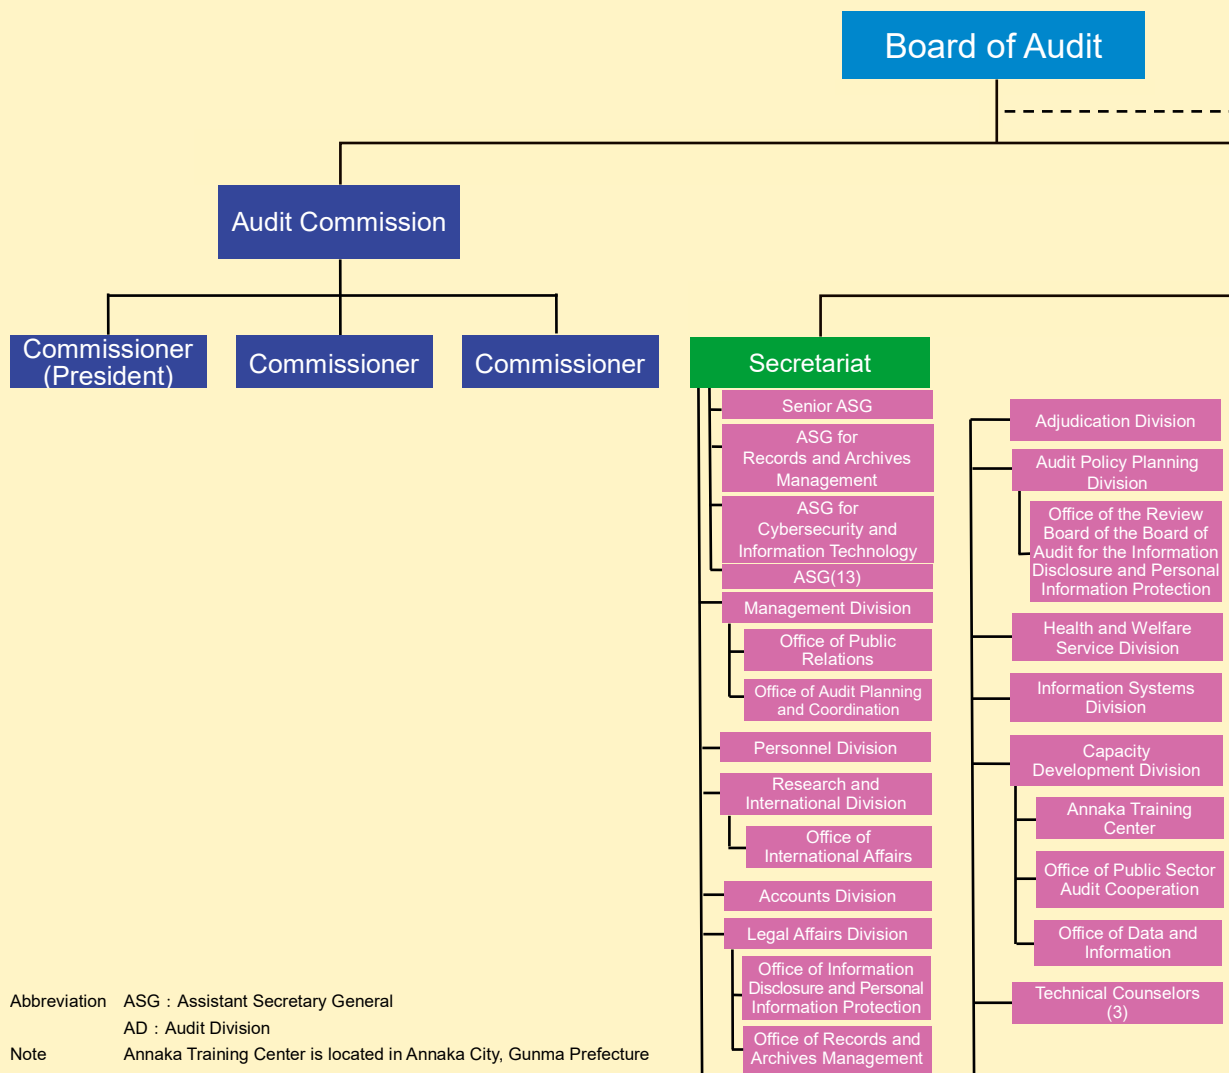 Board of Audit
Audit Commission
Commissioner
(President)
Commissioner
Commissioner
Secretariat
Senior ASG
ASG for
Records and Archives
Management
ASG for
Cybersecurity and
Information Technology
ASG(13)
Management Division
Office of Public
Relations
Office of Audit Planning
and Coordination
Personnel Division
Research and
International Division
Office of
International Affairs
Accounts Division
Legal Affairs Division
Office of Information
Disclosure and Personal
Information Protection
Office of Records and
Archives Management
Adjudication Division
Audit Policy Planning
Division
Office of the Review
Board of the Board of
Audit for the Information
Disclosure and Personal
Information Protection
Health and Welfare
Service Division
Information Systems
Division
Capacity
Development Division
Annaka Training
Center
Office of Public Sector
Audit Cooperation
Office of Data and
Information
Technical Counselors
(3)
Abbreviation ASG : Assistant Secretary General
AD : Audit Division
Note Annaka Training Center is located in Annaka City, Gunma Prefecture